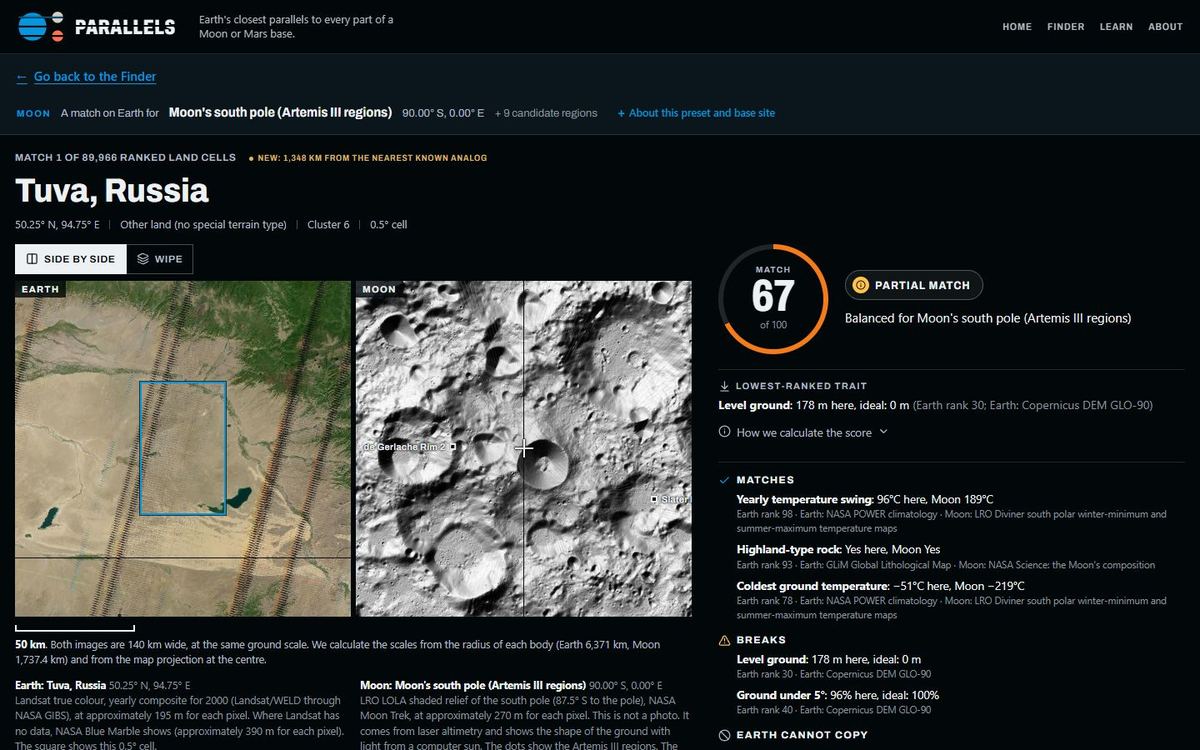 PARALLELS
Earth's closest parallels to every part of a
Moon or Mars base.
HOME FINDER LEARN ABOUT
← Go back to the Finder
MOON A match on Earth for Moon's south pole (Artemis III regions) 90.00° S, 0.00° E + 9 candidate regions + About this preset and base site
MATCH 1 OF 89,966 RANKED LAND CELLS ● NEW: 1,348 KM FROM THE NEAREST KNOWN ANALOG
Tuva, Russia
50.25° N, 94.75° E | Other land (no special terrain type) | Cluster 6 | 0.5° cell
SIDE BY SIDE WIPE
EARTH
MOON
de Gerlache Rim 2
Slater
50 km. Both images are 140 km wide, at the same ground scale. We calculate the scales from the radius of each body (Earth 6,371 km, Moon
1,737.4 km) and from the map projection at the centre.
Earth: Tuva, Russia 50.25° N, 94.75° E
Landsat true colour, yearly composite for 2000 (Landsat/WELD through
NASA GIBS), at approximately 195 m for each pixel. Where Landsat has
no data, NASA Blue Marble shows (approximately 390 m for each pixel).
The square shows this 0.5° cell.
Moon: Moon's south pole (Artemis III regions) 90.00° S, 0.00° E
LRO LOLA shaded relief of the south pole (87.5° S to the pole), NASA
Moon Trek, at approximately 270 m for each pixel. This is not a photo. It
comes from laser altimetry and shows the shape of the ground with
light from a computer sun. The dots show the Artemis III regions. The
MATCH
67
of 100
PARTIAL MATCH
Balanced for Moon's south pole (Artemis III regions)
LOWEST-RANKED TRAIT
Level ground: 178 m here, ideal: 0 m (Earth rank 30; Earth: Copernicus DEM GLO-90)
How we calculate the score
MATCHES
Yearly temperature swing: 96°C here, Moon 189°C
Earth rank 98 · Earth: NASA POWER climatology · Moon: LRO Diviner south polar winter-minimum and
summer-maximum temperature maps
Highland-type rock: Yes here, Moon Yes
Earth rank 93 · Earth: GLiM Global Lithological Map · Moon: NASA Science: the Moon's composition
Coldest ground temperature: −51°C here, Moon −219°C
Earth rank 78 · Earth: NASA POWER climatology · Moon: LRO Diviner south polar winter-minimum and
summer-maximum temperature maps
BREAKS
Level ground: 178 m here, ideal: 0 m
Earth rank 30 · Earth: Copernicus DEM GLO-90
Ground under 5°: 96% here, ideal: 100%
Earth rank 40 · Earth: Copernicus DEM GLO-90
EARTH CANNOT COPY